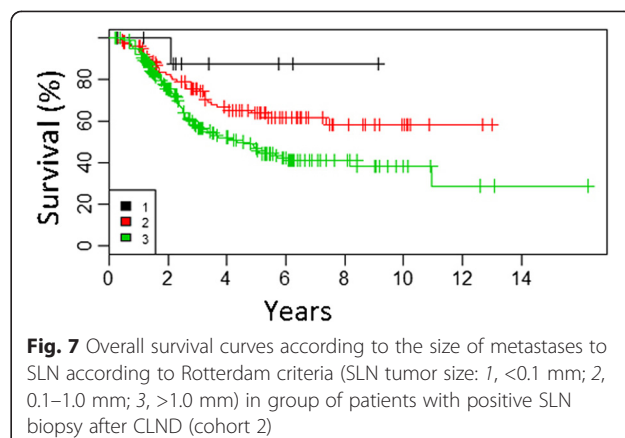 Survival (%)
80
60
40
20
0
1
2
3
0 2 4 6 8 10 12 14
Years
Fig. 7 Overall survival curves according to the size of metastases to
SLN according to Rotterdam criteria (SLN tumor size: 1, <0.1 mm; 2,
0.1–1.0 mm; 3, >1.0 mm) in group of patients with positive SLN
biopsy after CLND (cohort 2)